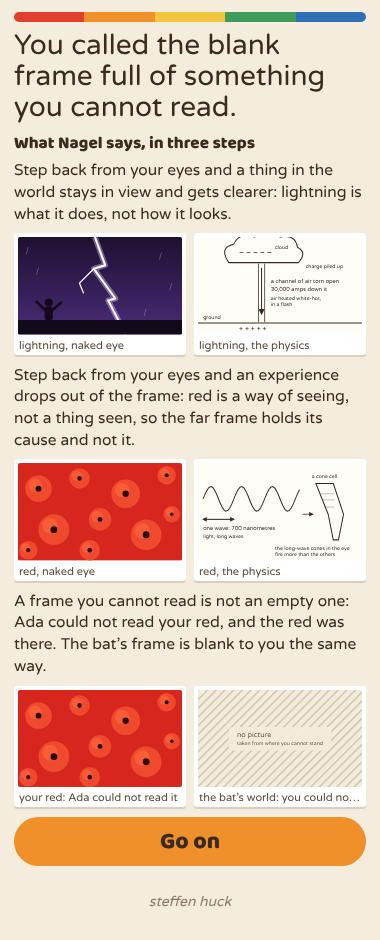 You called the blank
frame full of something
you cannot read.
What Nagel says, in three steps
Step back from your eyes and a thing in the
world stays in view and gets clearer: lightning is
what it does, not how it looks.
cloud
charge piled up
a channel of air torn open
30,000 amps down it
air heated white-hot,
in a flash
ground
+ + + + +
lightning, naked eye
lightning, the physics
Step back from your eyes and an experience
drops out of the frame: red is a way of seeing,
not a thing seen, so the far frame holds its
cause and not it.
a cone cell
one wave: 700 nanometres
light, long waves
the long-wave cones in the eye
fire more than the others
red, naked eye
red, the physics
A frame you cannot read is not an empty one:
Ada could not read your red, and the red was
there. The bat's frame is blank to you the same
way.
no picture
taken from where you cannot stand
your red: Ada could not read it
the bat's world: you could no…
Go on
steffen huck